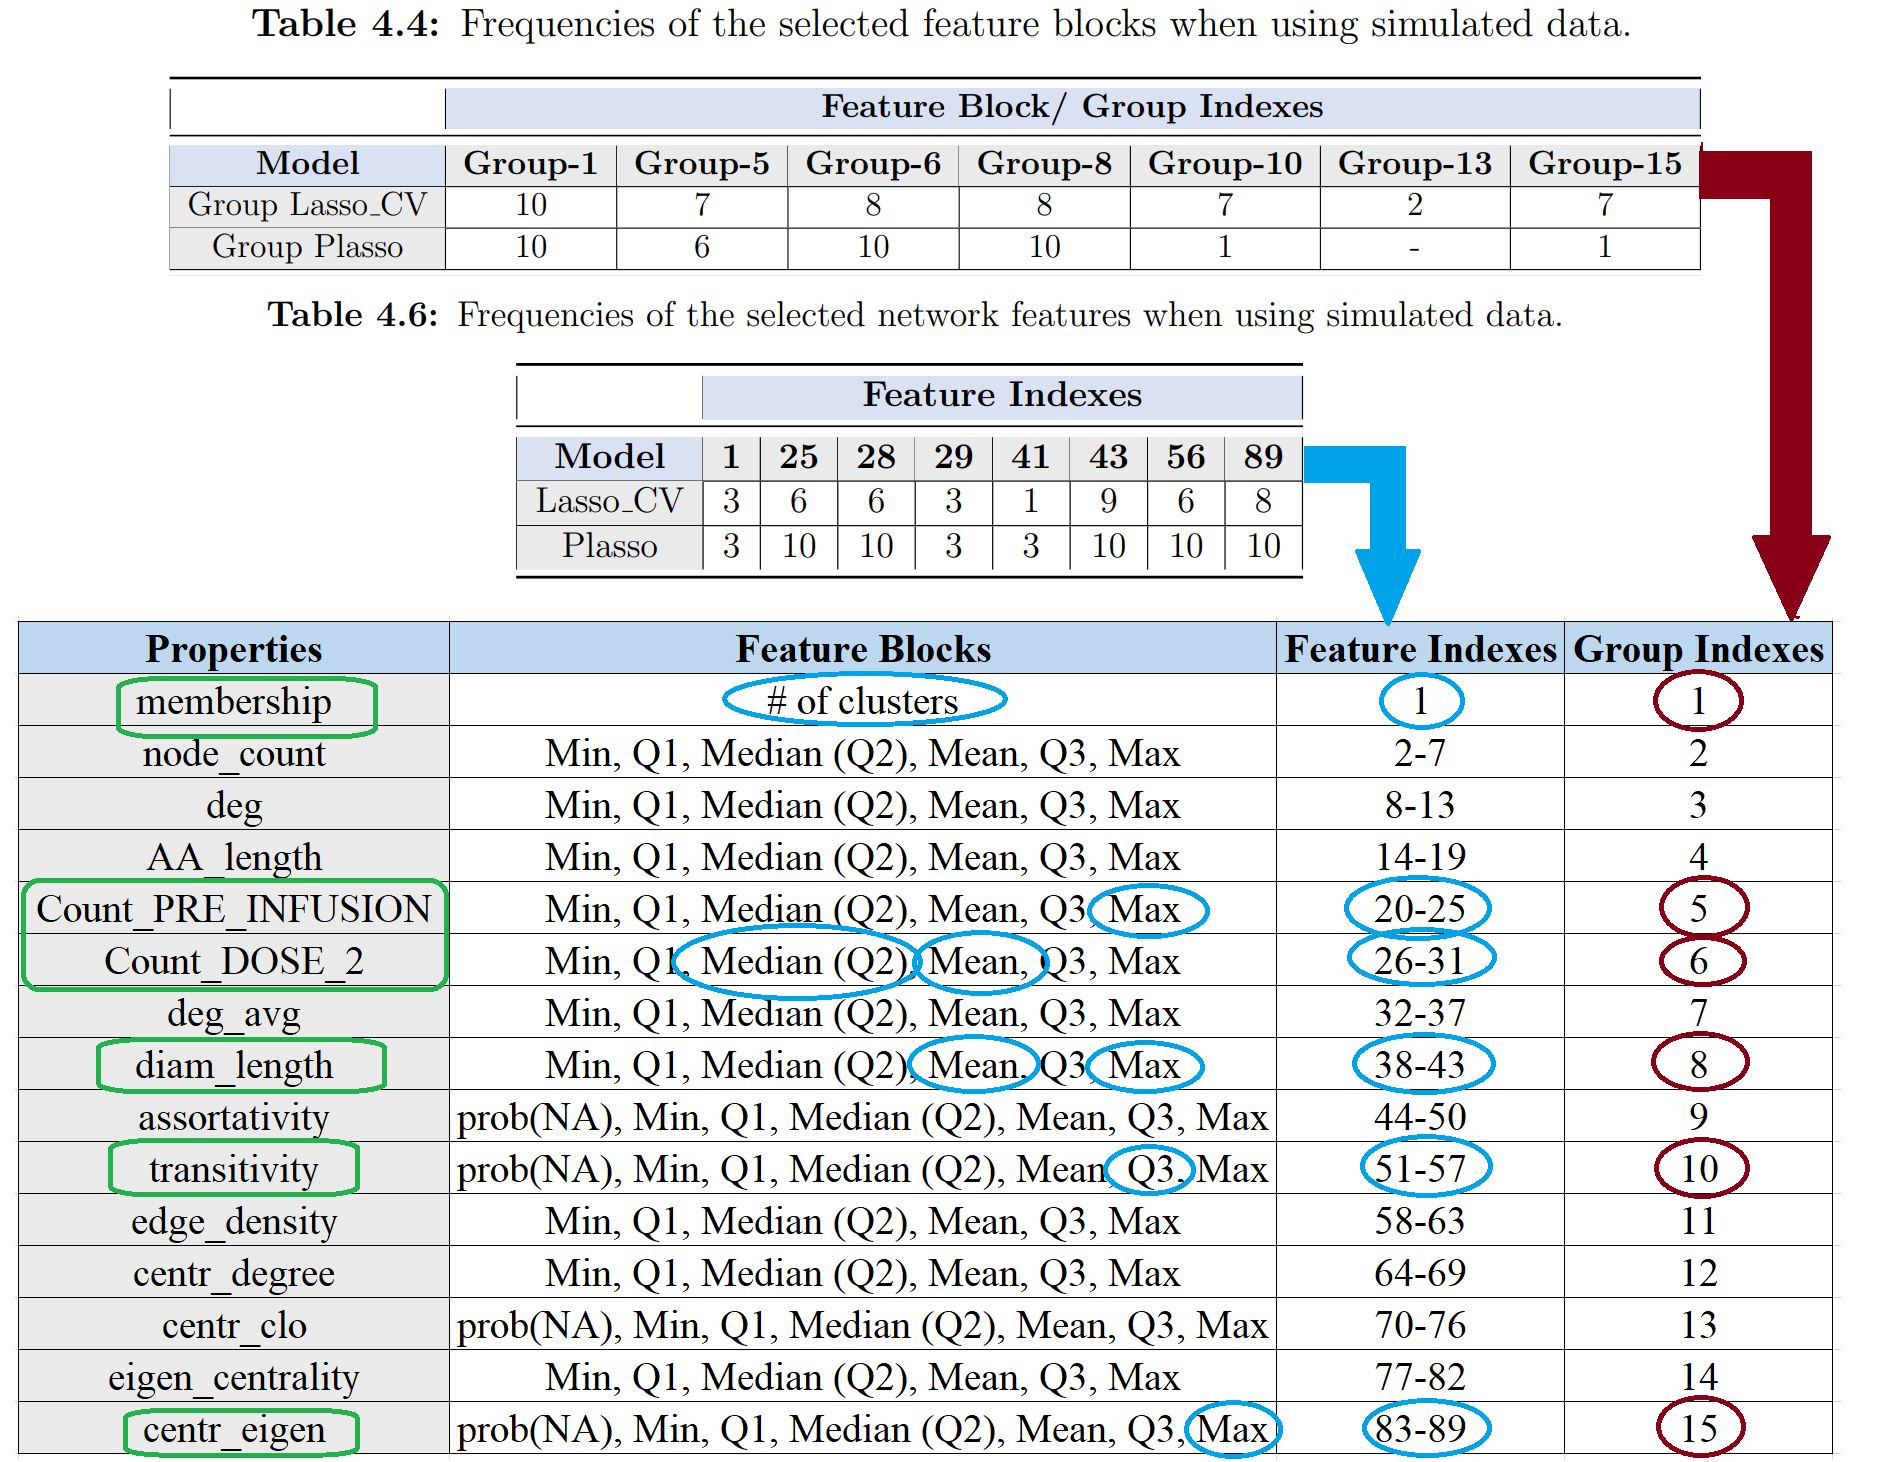 Table 4.4: Frequencies of the selected feature blocks when using simulated data.
Feature Block/ Group Indexes
Model Group-1 Group-5 Group-6 Group-8 Group-10 Group-13 Group-15
Group Lasso_CV 10 7 8 8 7 2 7
Group Plasso 10 6 10 10 1 - 1
Table 4.6: Frequencies of the selected network features when using simulated data.
Feature Indexes
Model 1 25 28 29 41 43 56 89
Lasso_CV 3 6 6 3 1 9 6 8
Plasso 3 10 10 3 3 10 10 10
Properties Feature Blocks Feature Indexes Group Indexes
membership # of clusters 1 1
node_count Min, Q1, Median (Q2), Mean, Q3, Max 2-7 2
deg Min, Q1, Median (Q2), Mean, Q3, Max 8-13 3
AA_length Min, Q1, Median (Q2), Mean, Q3, Max 14-19 4
Count_PRE_INFUSION Min, Q1, Median (Q2), Mean, Q3, Max 20-25 5
Count_DOSE_2 Min, Q1, Median (Q2), Mean, Q3, Max 26-31 6
deg_avg Min, Q1, Median (Q2), Mean, Q3, Max 32-37 7
diam_length Min, Q1, Median (Q2), Mean, Q3, Max 38-43 8
assortativity prob(NA), Min, Q1, Median (Q2), Mean, Q3, Max 44-50 9
transitivity prob(NA), Min, Q1, Median (Q2), Mean, Q3, Max 51-57 10
edge_density Min, Q1, Median (Q2), Mean, Q3, Max 58-63 11
centr_degree Min, Q1, Median (Q2), Mean, Q3, Max 64-69 12
centr_clo prob(NA), Min, Q1, Median (Q2), Mean, Q3, Max 70-76 13
eigen_centrality Min, Q1, Median (Q2), Mean, Q3, Max 77-82 14
centr_eigen prob(NA), Min, Q1, Median (Q2), Mean, Q3, Max 83-89 15